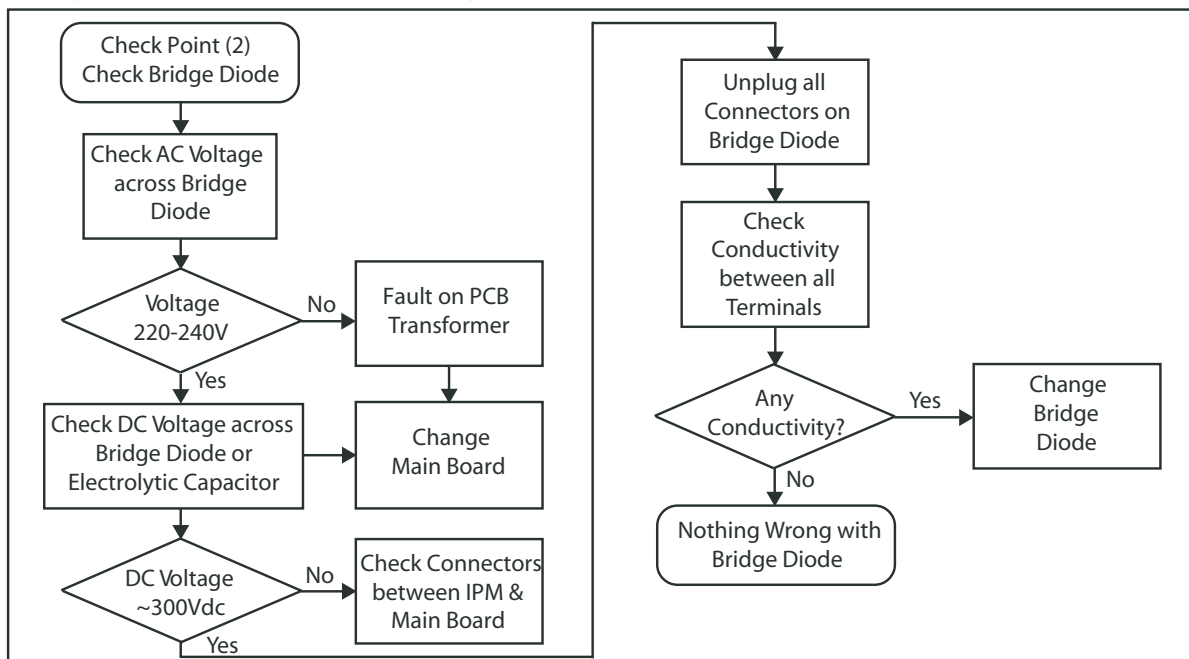 Check Point (2)
Check Bridge Diode
Check AC Voltage
across Bridge
Diode
Voltage
220-240V
No
Fault on PCB
Transformer
Yes
Check DC Voltage across
Bridge Diode or
Electrolytic Capacitor
Change
Main Board
DC Voltage
~300Vdc
No
Check Connectors
between IPM &
Main Board
Yes
Unplug all
Connectors on
Bridge Diode
Check
Conductivity
between all
Terminals
Any
Conductivity?
Yes
Change
Bridge
Diode
No
Nothing Wrong with
Bridge Diode